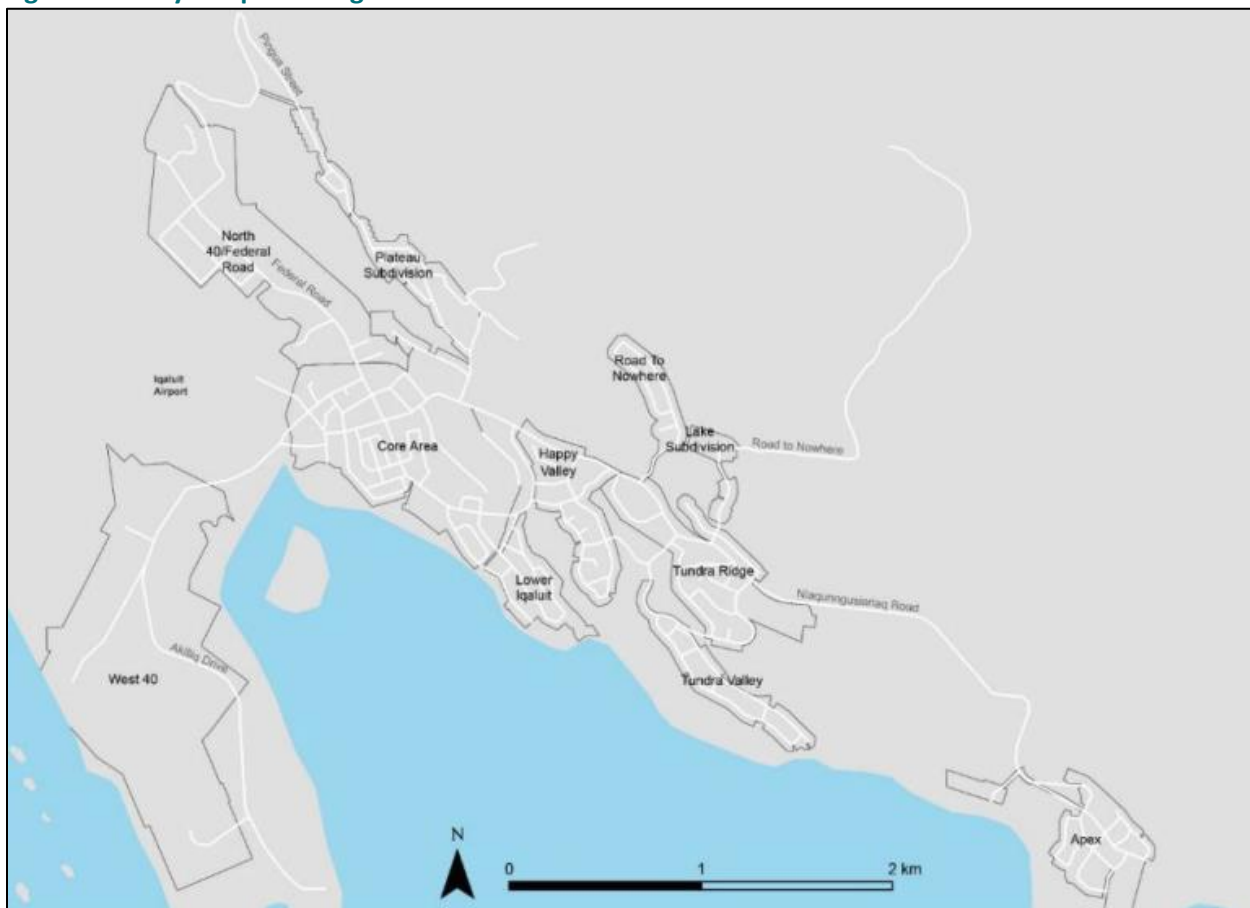 Pingua Street
North
40/Federal
Road
Federal Road
Plateau
Subdivision
Iqaluit
Airport
Road To
Nowhere
Core Area
Happy
Valley
Lake
Subdivision
Road to Nowhere
Lower
Iqaluit
Tundra Ridge
Niaqunngusiariaq Road
West 40
Akilliq Drive
Tundra Valley
Apex
N
0 1 2 km